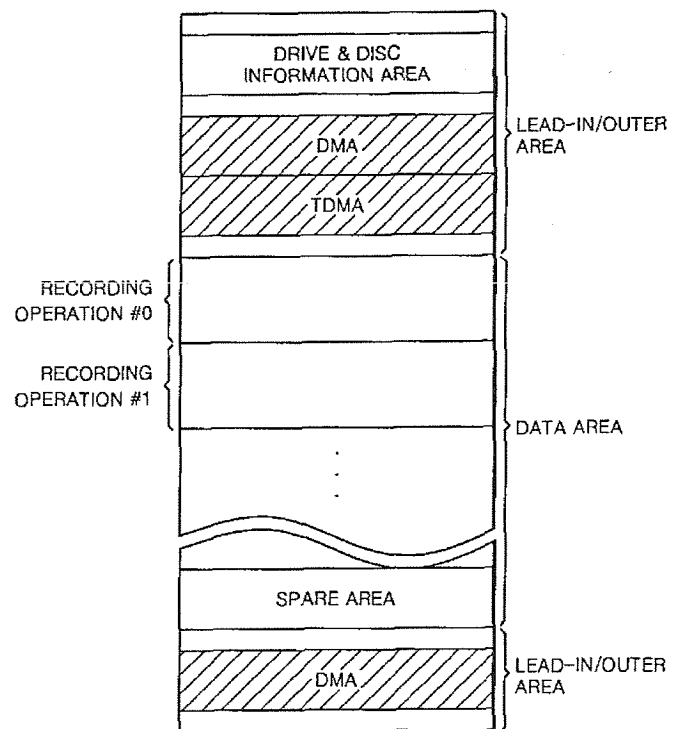 DRIVE & DISC
INFORMATION AREA
LEAD-IN/OUTER
AREA
DMA
TDMA
RECORDING
OPERATION #0
RECORDING
OPERATION #1
DATA AREA
SPARE AREA
DMA
LEAD-IN/OUTER
AREA